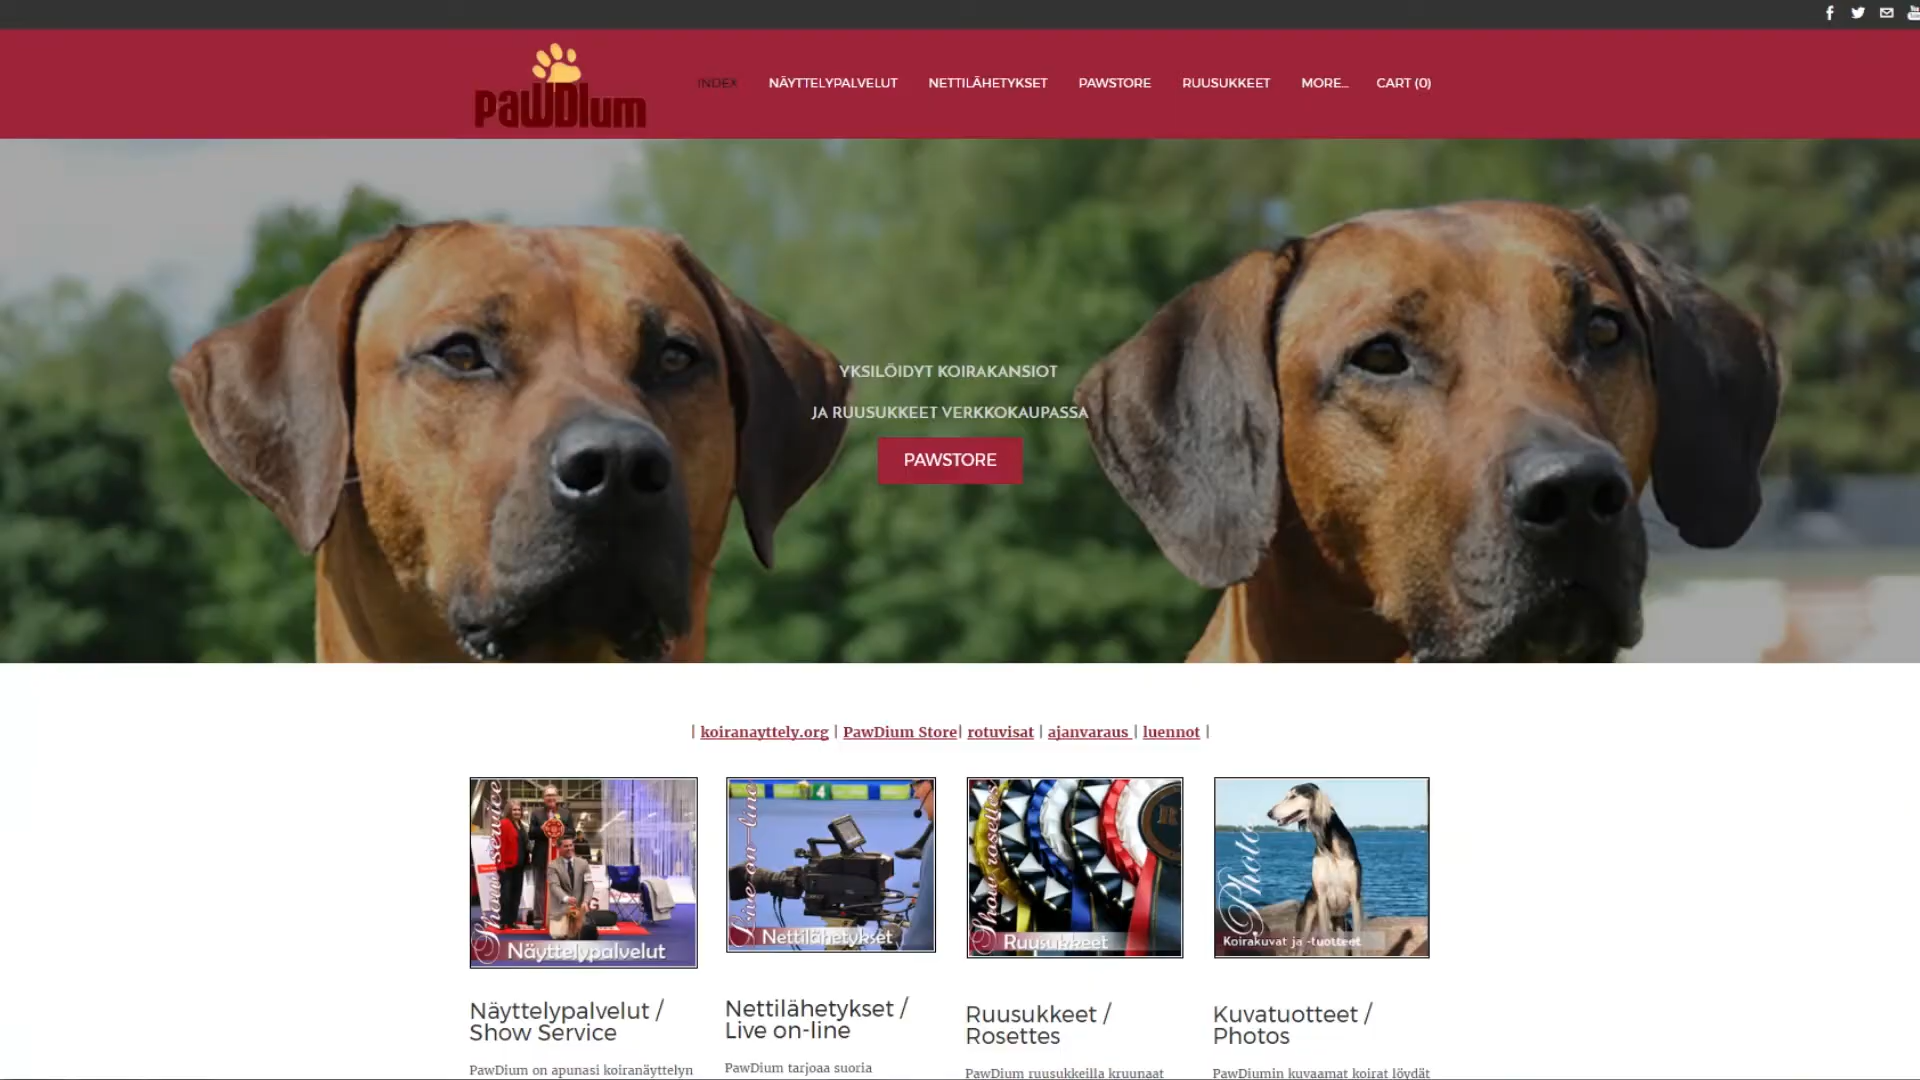 pawDIum
INDEX
NÄYTTELYPALVELUT
NETTILÄHETYKSET
PAWSTORE
RUUSUKKEET
MORE...
CART (0)
YKSILÖIDYT KOIRAKANSIOT
JA RUUSUKKEET VERKKOKAUPASSA
PAWSTORE
| koiranayttely.org | PawDium Store| rotuvisat | ajanvaraus | luennot |
Show service
Näyttelypalvelut
Live on-line
4
Nettilähetykset
Show rosettes
Ruusukkeet
Photo
Koirakuvat ja -tuotteet
Näyttelypalvelut /
Show Service
Nettilähetykset /
Live on-line
Ruusukkeet /
Rosettes
Kuvatuotteet /
Photos
PawDium on apunasi koiranäyttelyn
PawDium tarjoaa suoria
PawDium ruusukkeilla kruunaat
PawDiumin kuvaamat koirat löydät